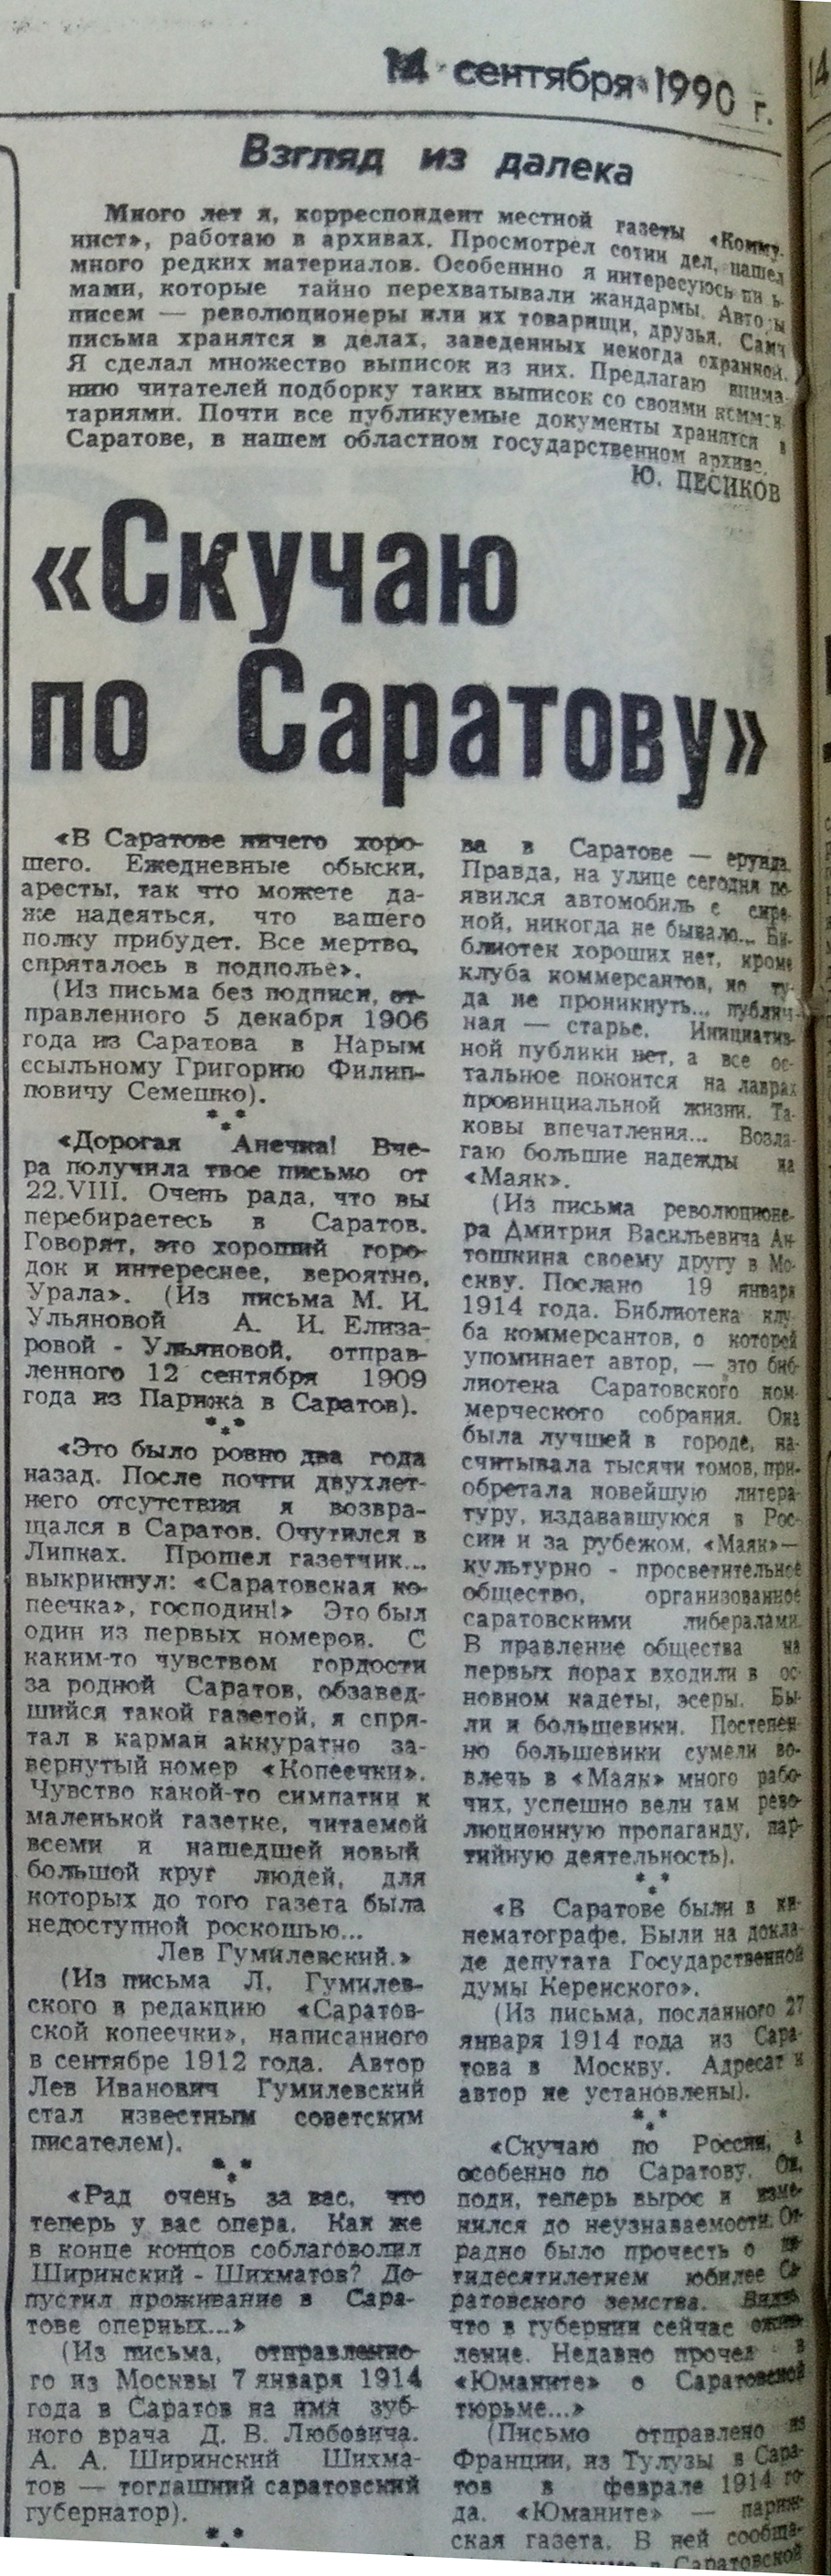 14 сентября 1990 г.
Взгляд из далека
Много лет я, корреспондент местной газеты «Комму-
нист», работаю в архивах. Просмотрел сотни дел, нашел
много редких материалов. Особеннно я интересуюсь пи ь-
мами, которые тайно перехватывали жандармы. Авто ы
писем — революционеры или их товарищи, друзья. Сами
письма хранятся в делах, заведенных некогда охранкой.
Я сделал множество выписок из них. Предлагаю внима-
нию читателей подборку таких выписок со своими коммен-
тариями. Почти все публикуемые документы хранятся в
Саратове, в нашем областном государственном архиве.
Ю. ПЕСИКОВ
«Скучаю
по Саратову»
«В Саратове ничего хоро-
шего. Ежедневные обыски,
аресты, так что можете да-
же надеяться, что вашего
полку прибудет. Все мертво,
спряталось в подполье».
(Из письма без подписи, от-
правленного 5 декабря 1906
года из Саратова в Нарым
ссыльному Григорию Филип-
повичу Семешко).
* * *
«Дорогая Анечка! Вче-
ра получила твое письмо от
22.VIII. Очень рада, что вы
перебираетесь в Саратов.
Говорят, это хороший горо-
док и интереснее, вероятно,
Урала». (Из письма М. И.
Ульяновой А. И. Елиза-
ровой - Ульяновой, отправ-
ленного 12 сентября 1909
года из Парижа в Саратов).
* * *
«Это было ровно два года
назад. После почти двухлет-
него отсутствия я возвра-
щался в Саратов. Очутился в
Липках. Прошел газетчик...
выкрикнул: «Саратовская ко-
пеечка», господин!» Это был
один из первых номеров. С
каким-то чувством гордости
за родной Саратов, обзавед-
шийся такой газетой, я спря-
тал в карман аккуратно за-
вернутый номер «Копеечки».
Чувство какой-то симпатии к
маленькой газетке, читаемой
всеми и нашедшей новый
большой круг людей, для
которых до того газета была
недоступной роскошью...
Лев Гумилевский.»
(Из письма Л. Гумилев-
ского в редакцию «Саратов-
ской копеечки», написанного
в сентябре 1912 года. Автор
Лев Иванович Гумилевский
стал известным советским
писателем).
* * *
«Рад очень за вас, что
теперь у вас опера. Как же
в конце концов соблаговолил
Ширинский - Шихматов? До-
пустил проживание в Сара-
тове оперных...»
(Из письма, отправленно-
го из Москвы 7 января 1914
года в Саратов на имя зуб-
ного врача Д. В. Любовича.
А. А. Ширинский Шихма-
тов — тогдашний саратовский
губернатор).
* * *
ва в Саратове — ерунда.
Правда, на улице сегодня по-
явился автомобиль с сире-
ной, никогда не бывало... Би-
блиотек хороших нет, кроме
клуба коммерсантов, но ту-
да не проникнуть... публич-
ная — старье. Инициатив-
ной публики нет, а все ос-
тальное покоится на лаврах
провинциальной жизни. Та-
ковы впечатления... Возла-
гаю большие надежды на
«Маяк».
(Из письма революционе-
ра Дмитрия Васильевича Ан-
тошкина своему другу в Мо-
скву. Послано 19 января
1914 года. Библиотека клу-
ба коммерсантов, о которой
упоминает автор, — это биб-
лиотека Саратовского ком-
мерческого собрания. Она
была лучшей в городе, на-
считывала тысячи томов, при-
обретала новейшую литера-
туру, издававшуюся в Рос-
сии и за рубежом. «Маяк»—
культурно - просветительное
общество, организованное
саратовскими либералами.
В правление общества на
первых порах входили в ос-
новном кадеты, эсеры. Бы-
ли и большевики. Постепен-
но большевики сумели во-
влечь в «Маяк» много рабо-
чих, успешно вели там рево-
люционную пропаганду, пар-
тийную деятельность).
* * *
«В Саратове были в ки-
нематографе. Были на докла-
де депутата Государственной
думы Керенского».
(Из письма, посланного 27
января 1914 года из Сара-
това в Москву. Адресат и
автор не установлены).
* * *
«Скучаю по России, а
особенно по Саратову. Он,
поди, теперь вырос и изме-
нился до неузнаваемости. От-
радно было прочесть о пя-
тидесятилетнем юбилее Са-
ратовского земства. Видно,
что в губернии сейчас ожив-
ление. Недавно прочел в
«Юманите» о Саратовской
тюрьме...»
(Письмо отправлено из
Франции, из Тулузы в Сара-
тов в феврале 1914 го-
да. «Юманите» — париж-
ская газета. В ней сообща-
Саратовской